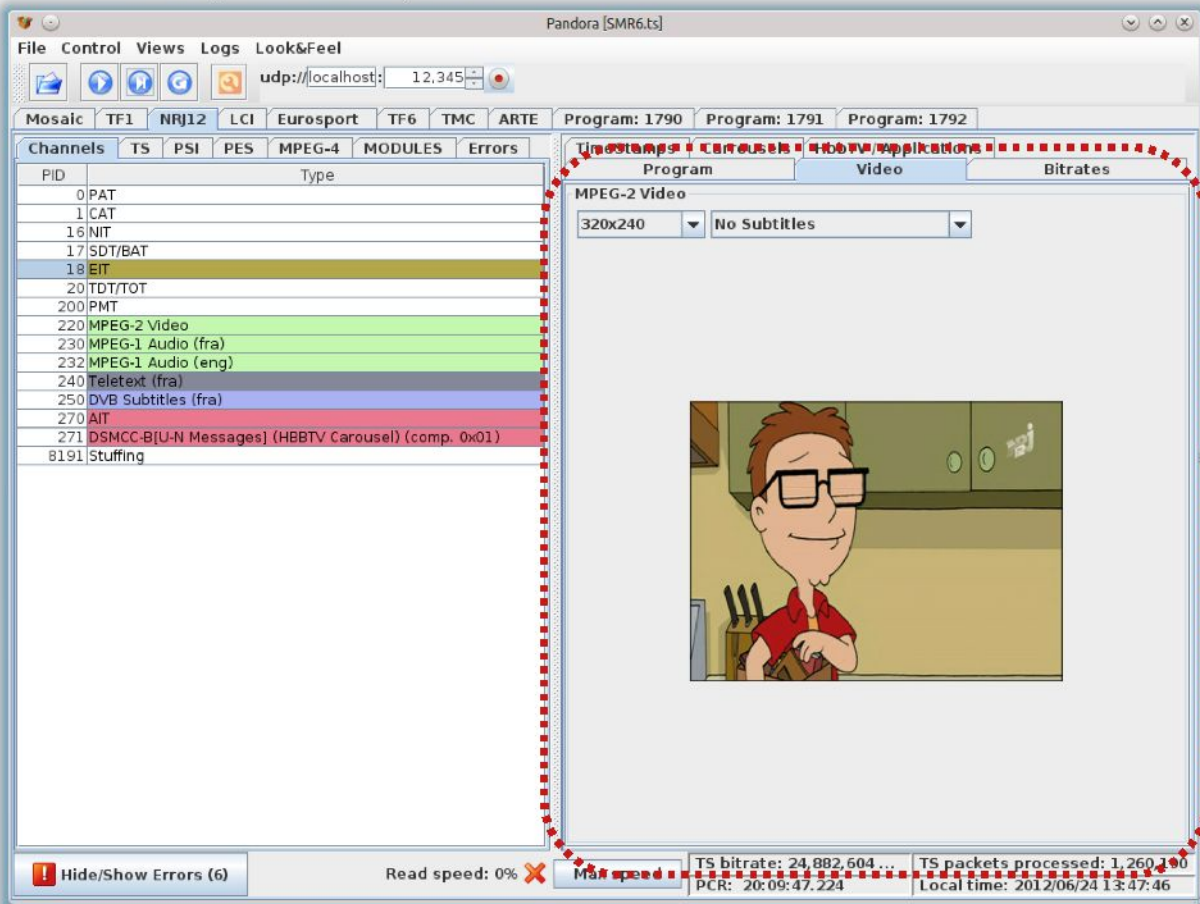 Pandora [SMR6.ts]
File Control Views Logs Look&Feel
udp://localhost: 12,345
Mosaic TF1 NRJ12 LCI Eurosport TF6 TMC ARTE Program: 1790 Program: 1791 Program: 1792
Channels TS PSI PES MPEG-4 MODULES Errors
PID Type
0 PAT
1 CAT
16 NIT
17 SDT/BAT
18 EIT
20 TDT/TOT
200 PMT
220 MPEG-2 Video
230 MPEG-1 Audio (fra)
232 MPEG-1 Audio (eng)
240 Teletext (fra)
250 DVB Subtitles (fra)
270 AIT
271 DSMCC-B[U-N Messages] (HBBTV Carousel) (comp. 0x01)
8191 Stuffing
TimeStamps Carrousels HbbTV / Applications
Program Video Bitrates
MPEG-2 Video
320x240 No Subtitles
nrj
Hide/Show Errors (6)
Read speed: 0%
Max speed
TS bitrate: 24,882,604 ... TS packets processed: 1,260,100
PCR: 20:09:47.224 Local time: 2012/06/24 13:47:46